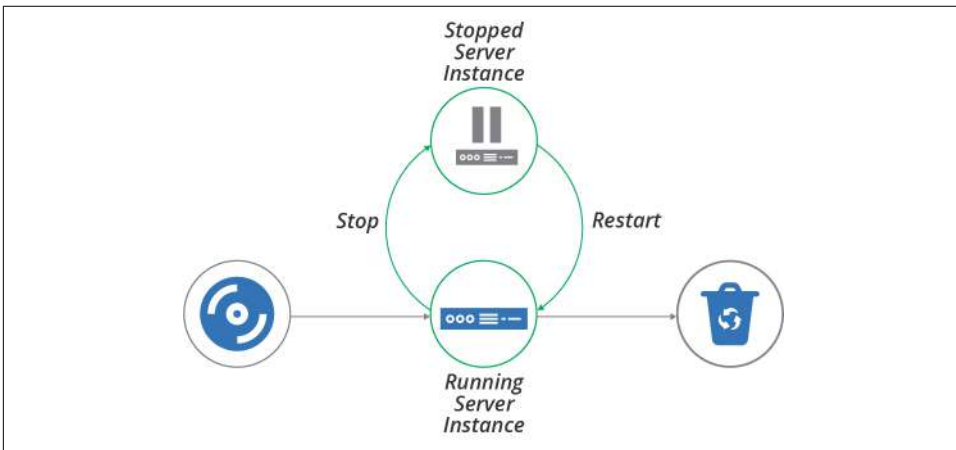 Stopped
Server
Instance
Stop
Restart
Running
Server
Instance